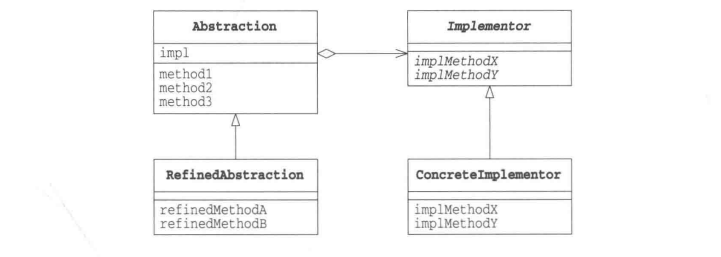 Abstraction
impl
method1
method2
method3
Implementor
implMethodX
implMethodY
RefinedAbstraction
refinedMethodA
refinedMethodB
ConcreteImplementor
implMethodX
implMethodY